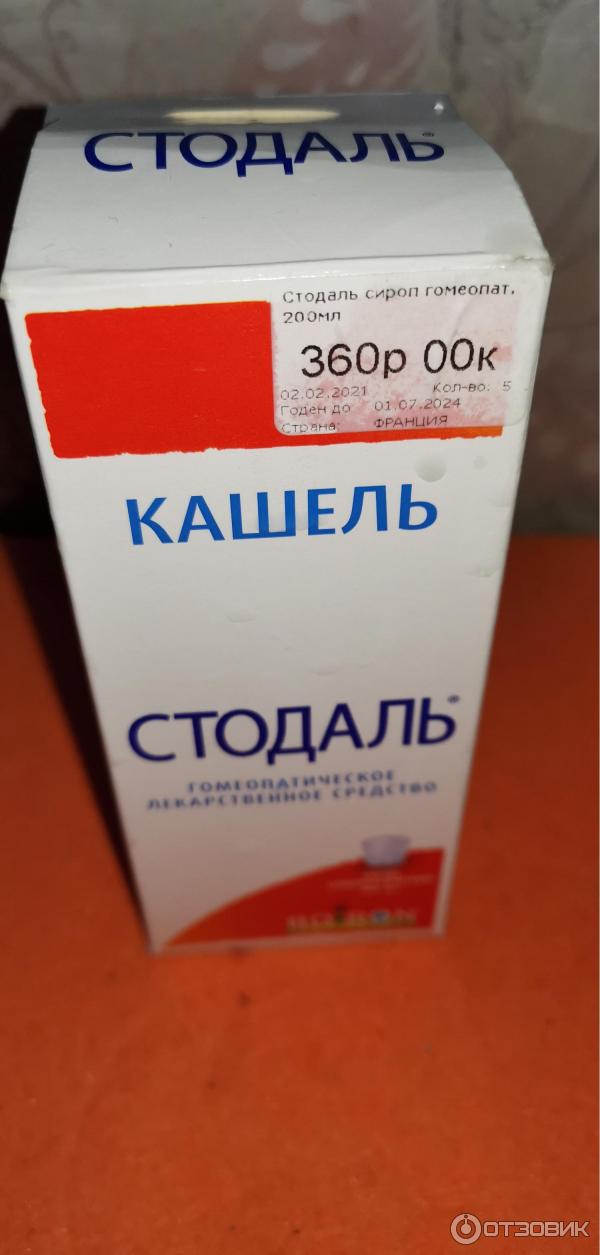 СТОДАЛЬ®
Стодаль сироп гомеопат.
200мл
360р 00к
02.02.2021 Кол-во: 5
Годен до 01.07.2024
Страна: ФРАНЦИЯ
КАШЕЛЬ
СТОДАЛЬ®
ГОМЕОПАТИЧЕСКОЕ
ЛЕКАРСТВЕННОЕ СРЕДСТВО
BOIRON
ОТЗОВИК